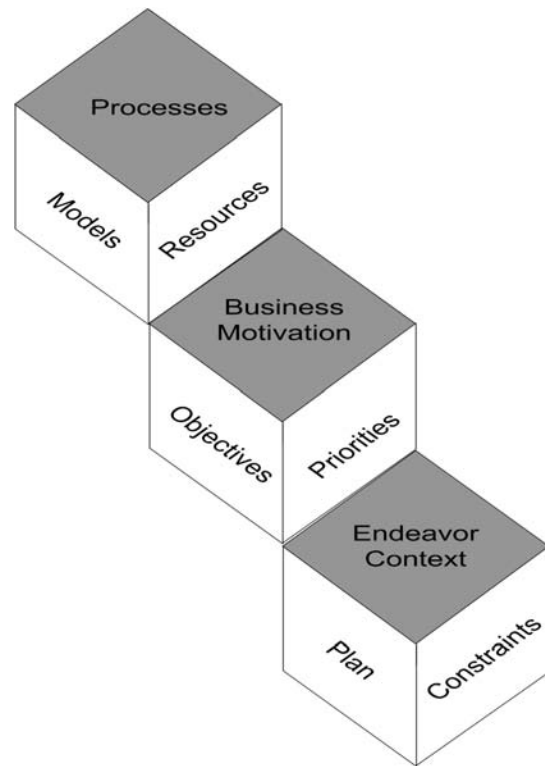 Processes
Models
Resources
Business
Motivation
Objectives
Priorities
Endeavor
Context
Plan
Constraints